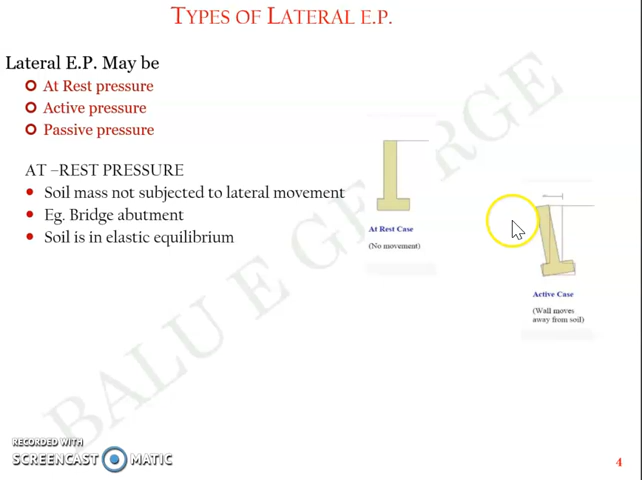 TYPES OF LATERAL E.P.
Lateral E.P. May be
At Rest pressure
Active pressure
Passive pressure
AT –REST PRESSURE
Soil mass not subjected to lateral movement
Eg. Bridge abutment
Soil is in elastic equilibrium
At Rest Case
(No movement)
Active Case
(Wall moves
away from soil)
BALU E GEORGE
RECORDED WITH
SCREENCAST MATIC
4